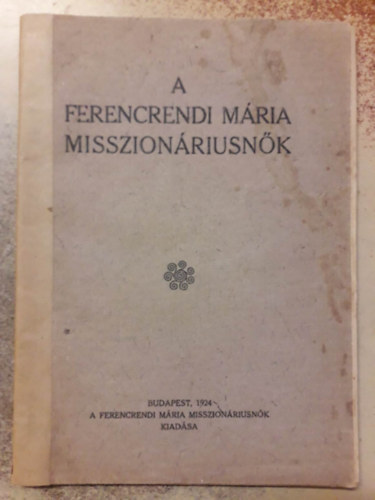 A
FERENCRENDI MÁRIA
MISSZIONÁRIUSNŐK
BUDAPEST, 1924
A FERENCRENDI MÁRIA MISSZIONÁRIUSNŐK
KIADÁSA